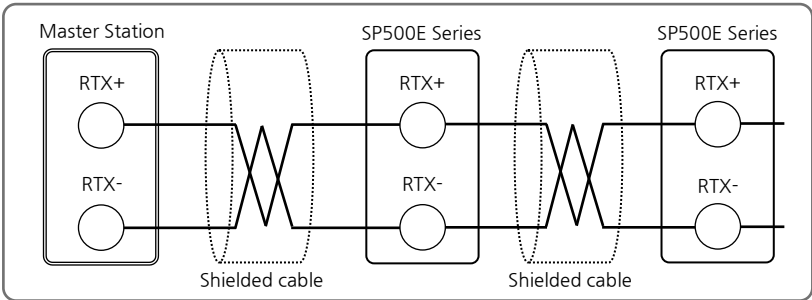 Master Station
SP500E Series
SP500E Series
RTX+
RTX+
RTX+
RTX-
RTX-
RTX-
Shielded cable
Shielded cable